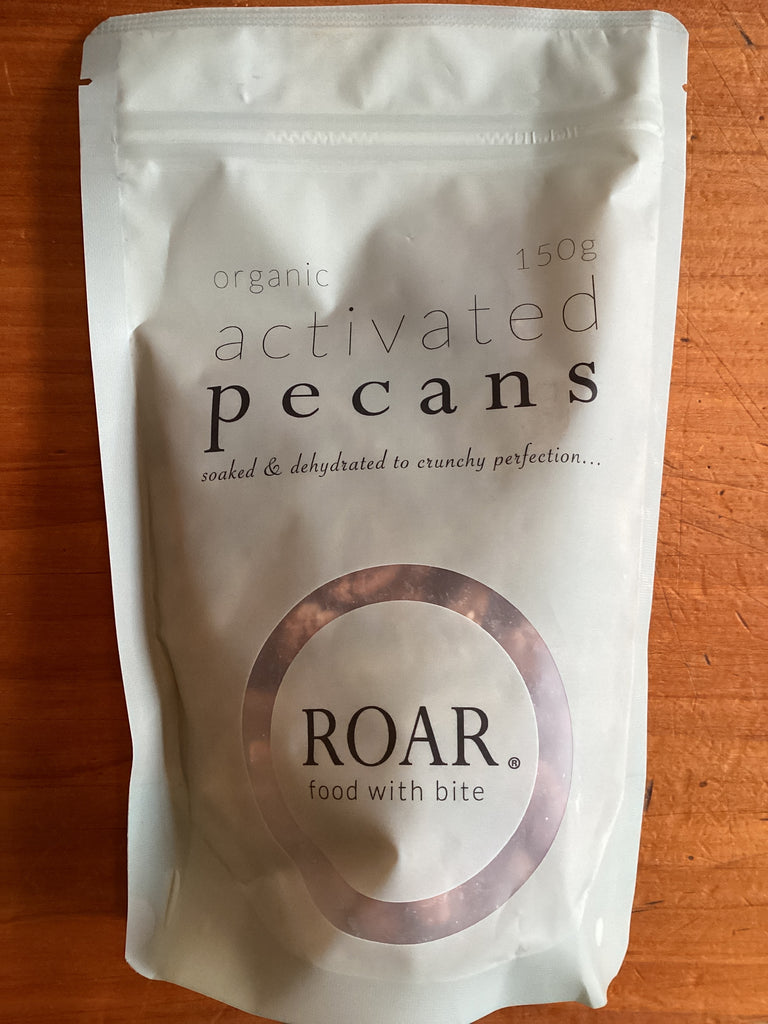 organic 150g
activated
pecans
soaked & dehydrated to crunchy perfection...
ROAR®
food with bite